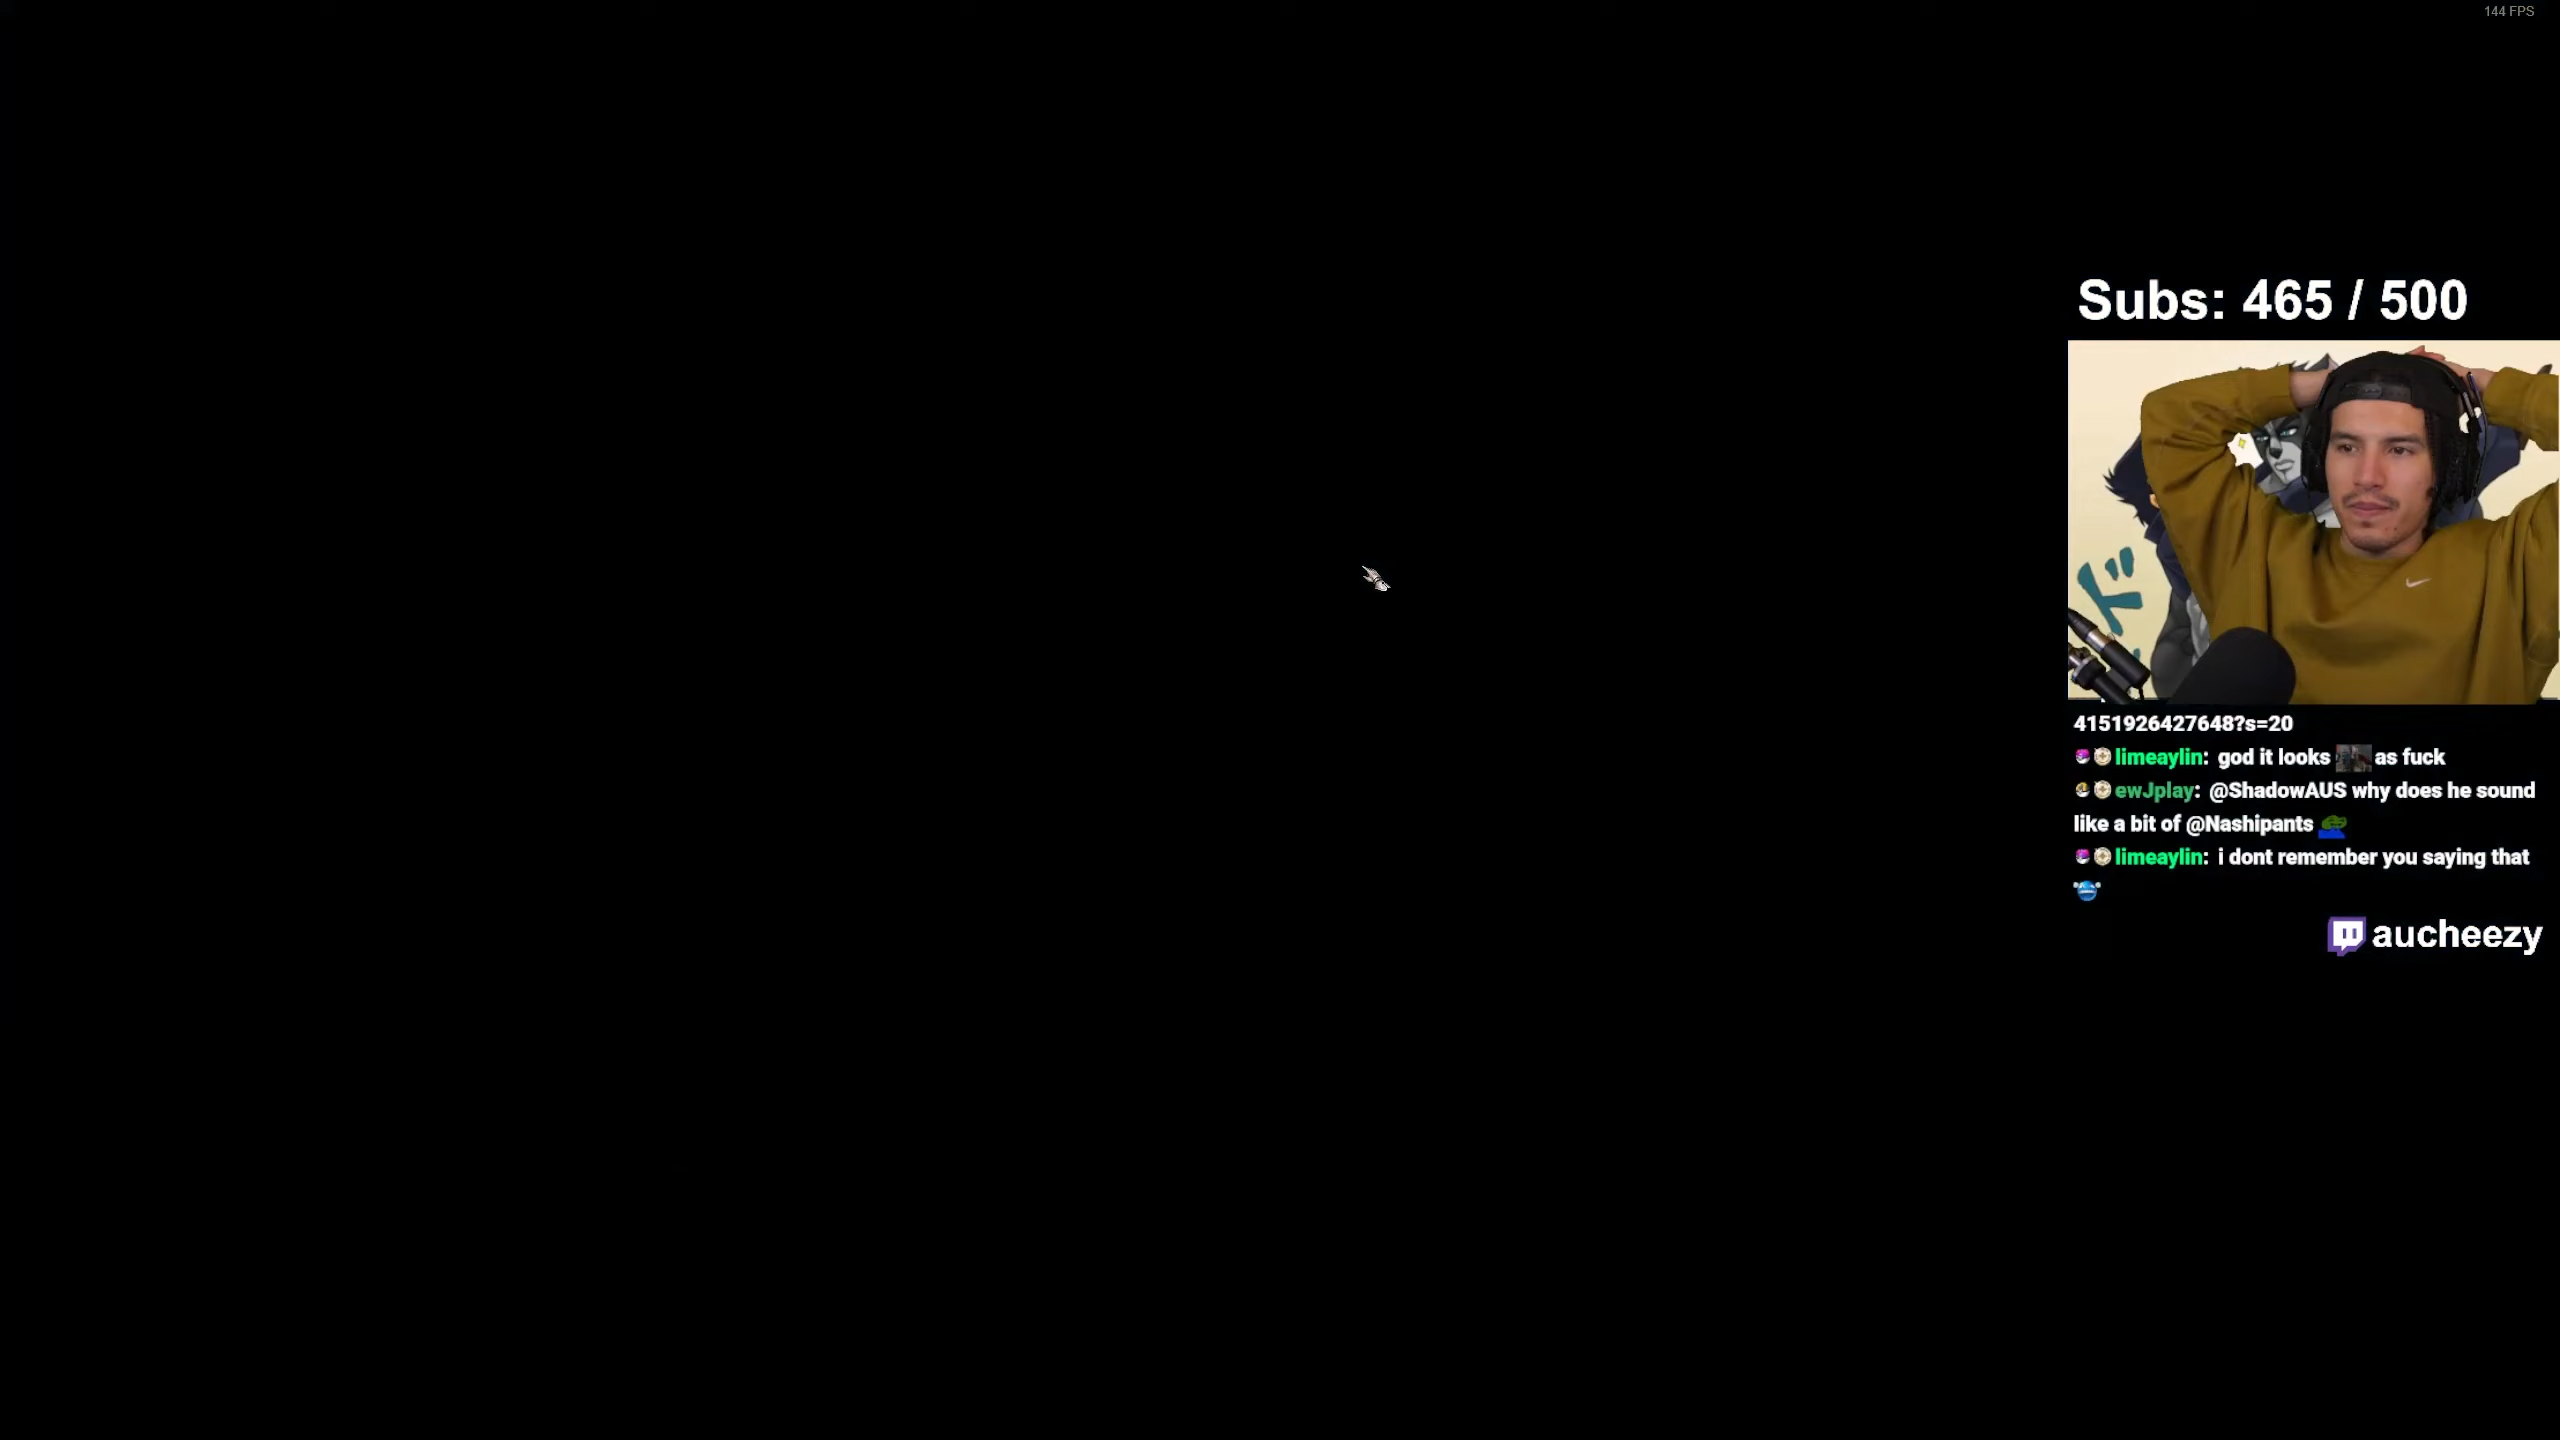 144 FPS
Subs: 465 / 500
ド
4151926427648?s=20
limeaylin: god it looks as fuck
ewJplay: @ShadowAUS why does he sound
like a bit of @Nashipants
limeaylin: i dont remember you saying that
aucheezy